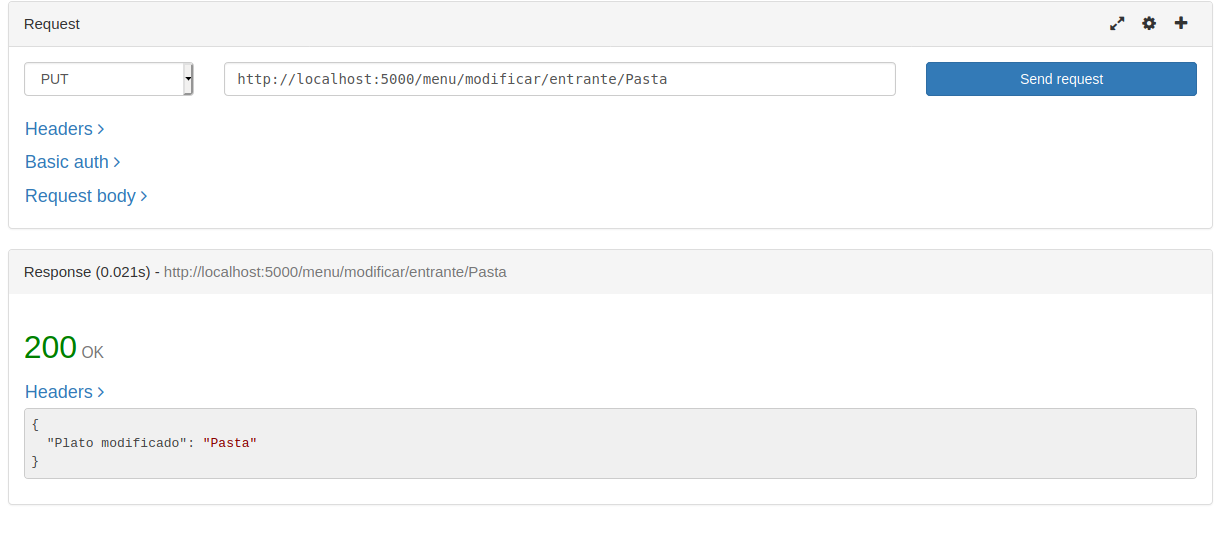 Request
PUT
http://localhost:5000/menu/modificar/entrante/Pasta
Send request
Headers
Basic auth
Request body
Response (0.021s) - http://localhost:5000/menu/modificar/entrante/Pasta
200 OK
Headers
{
  "Plato modificado": "Pasta"
}